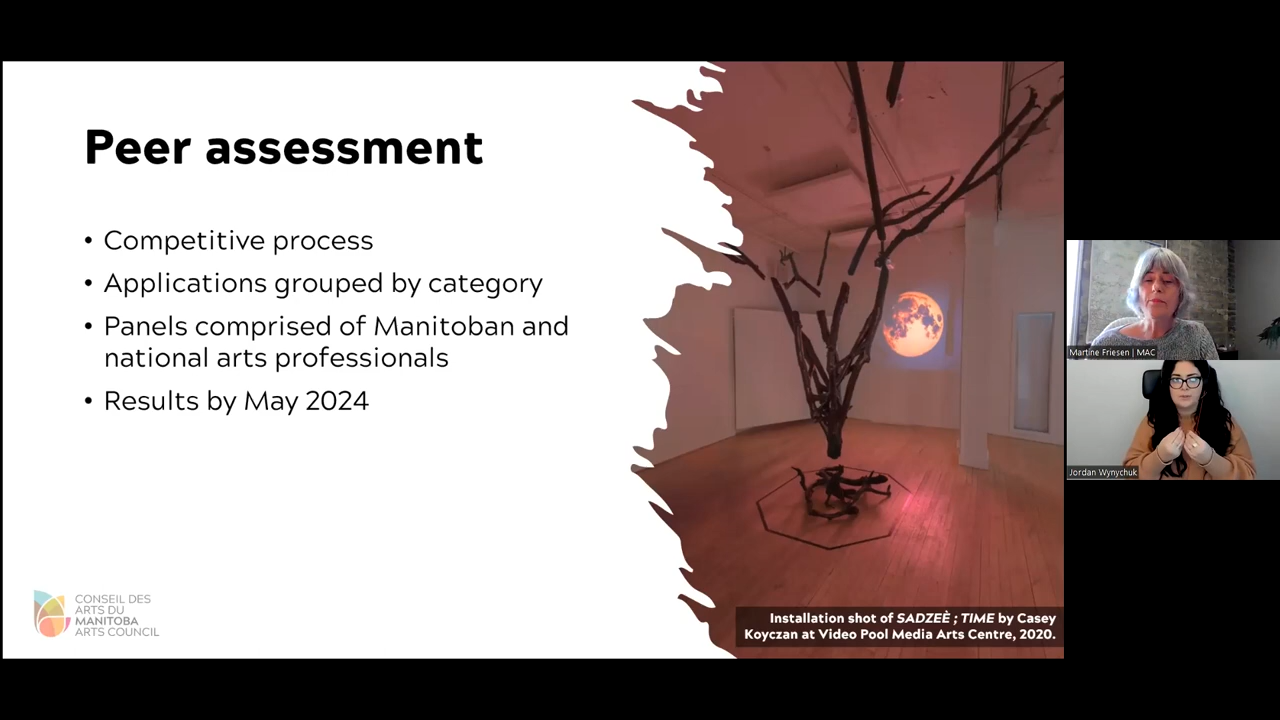 Peer assessment
• Competitive process
• Applications grouped by category
• Panels comprised of Manitoban and
national arts professionals
• Results by May 2024
CONSEIL DES
ARTS DU
MANITOBA
ARTS COUNCIL
Installation shot of SADZEÈ ; TIME by Casey
Koyczan at Video Pool Media Arts Centre, 2020.
Martine Friesen | MAC
Jordan Wynychuk